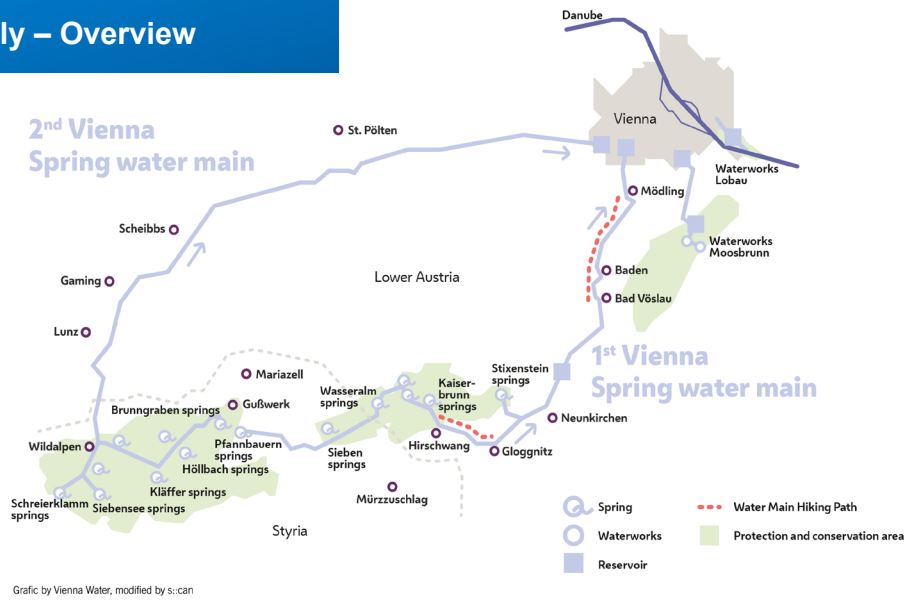 ly – Overview
Danube
2nd Vienna
Spring water main
St. Pölten
Vienna
Waterworks
Lobau
Mödling
Scheibbs
Waterworks
Moosbrunn
Lower Austria
Baden
Gaming
Bad Vöslau
Lunz
1st Vienna
Spring water main
Mariazell
Stixenstein
springs
Kaiser-
brunn
springs
Wasseralm
springs
Gußwerk
Brunngraben springs
Neunkirchen
Wildalpen
Pfannbauern
springs
Hirschwang
Gloggnitz
Sieben
springs
Höllbach springs
Kläffer springs
Mürzzuschlag
Schreierklamm
springs
Siebensee springs
Styria
Spring
Water Main Hiking Path
Waterworks
Protection and conservation area
Reservoir
Grafic by Vienna Water, modified by s::can